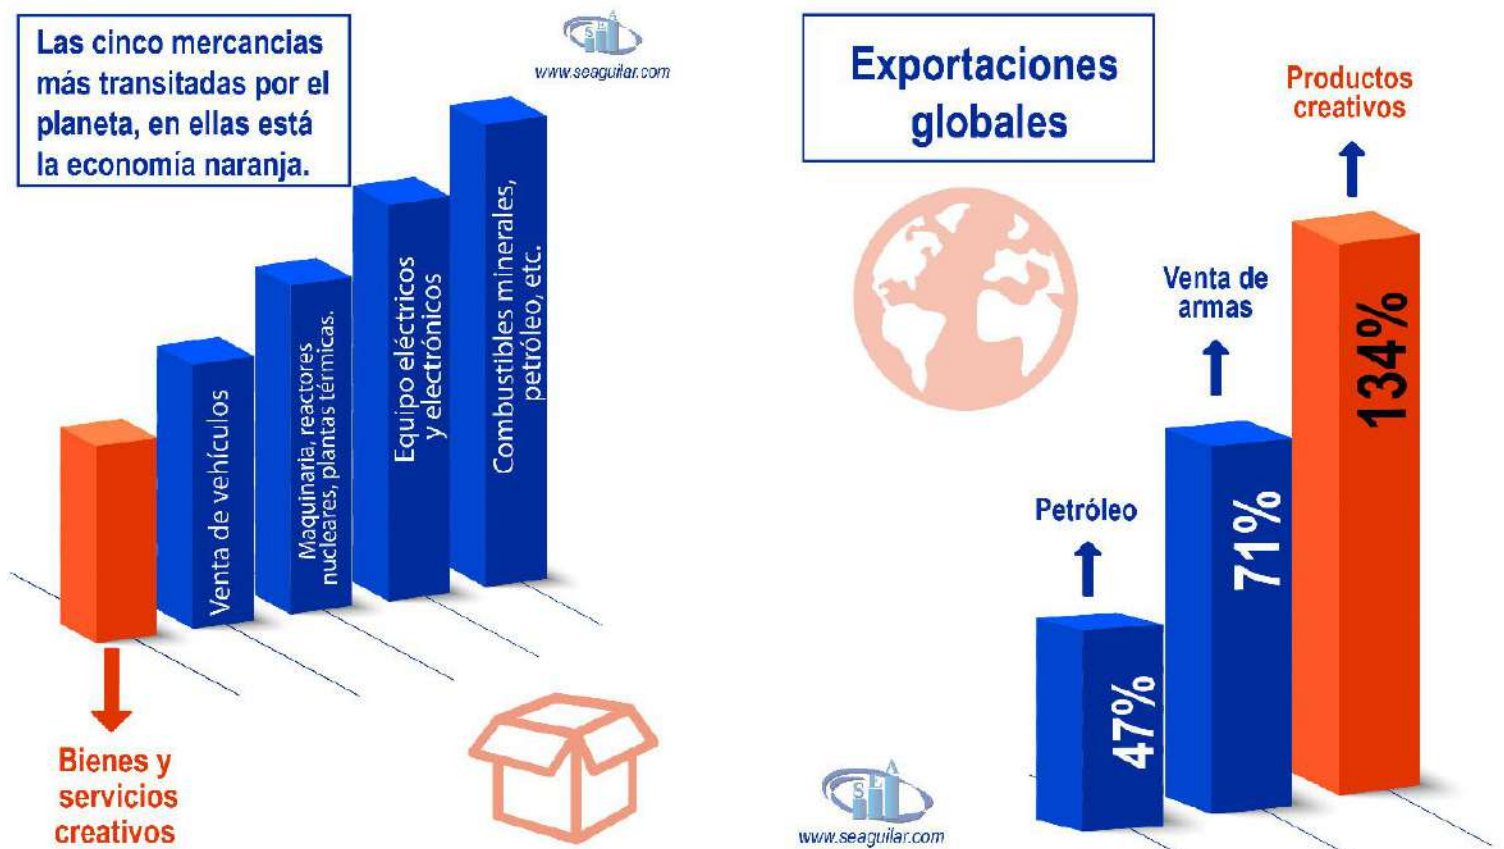 Las cinco mercancias
más transitadas por el
planeta, en ellas está
la economía naranja.
SEA
www.seaguilar.com
Bienes y
servicios
creativos
Venta de vehículos
Maquinaria, reactores
nucleares, plantas térmicas.
Equipo eléctricos
y electrónicos
Combustibles minerales,
petróleo, etc.
Exportaciones
globales
Petróleo
47%
Venta de
armas
71%
Productos
creativos
134%
SEA
www.seaguilar.com